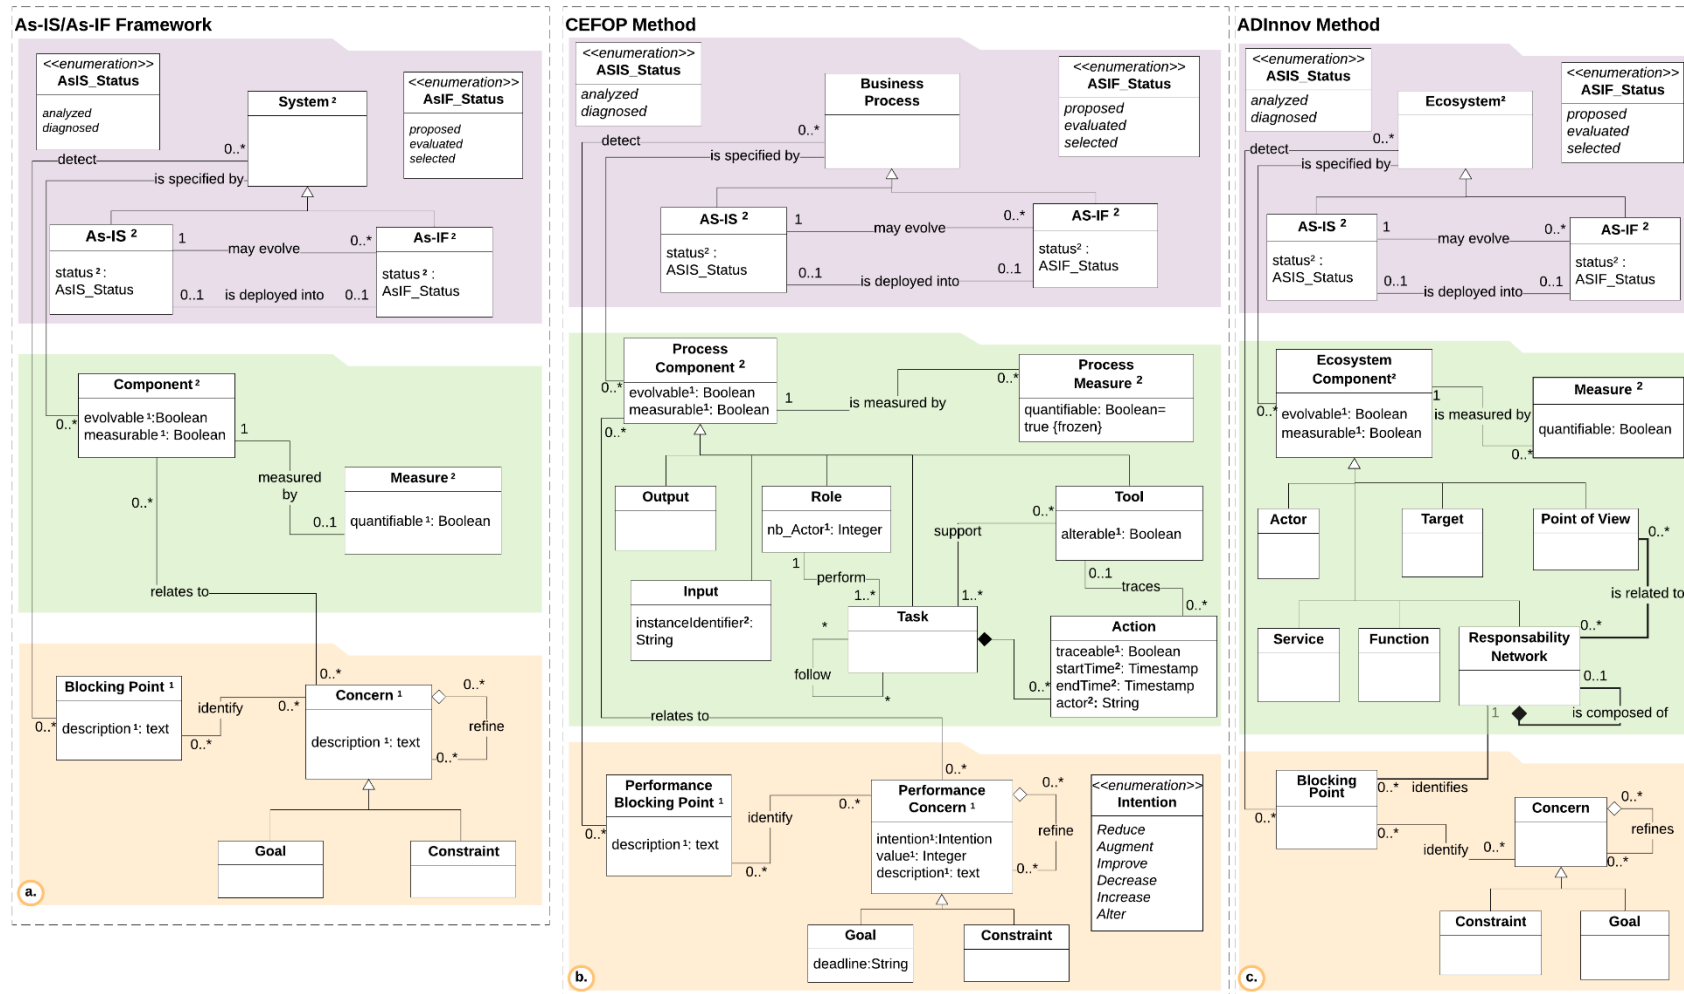 As-IS/As-IF Framework
<<enumeration>>
AsIS_Status
analyzed
diagnosed
System ²
<<enumeration>>
AsIF_Status
proposed
evaluated
selected
detect
0..*
is specified by
As-IS ²
status ² :
AsIS_Status
1
may evolve
0..*
0..1
is deployed into
0..1
As-IF ²
status ² :
AsIF_Status
Component ²
evolvable ¹:Boolean
measurable ¹: Boolean
0..*
1
measured
by
0..1
Measure ²
quantifiable ¹: Boolean
0..*
relates to
0..*
Blocking Point ¹
description ¹: text
0..*
identify
0..*
0..*
Concern ¹
description ¹: text
0..*
refine
0..*
Goal
Constraint
a.
CEFOP Method
<<enumeration>>
ASIS_Status
analyzed
diagnosed
Business
Process
<<enumeration>>
ASIF_Status
proposed
evaluated
selected
detect
0..*
is specified by
AS-IS ²
status² :
ASIS_Status
1
may evolve
0..*
0..1
is deployed into
0..1
AS-IF ²
status² :
ASIF_Status
Process
Component ²
evolvable¹: Boolean
measurable¹: Boolean
0..*
0..*
1
is measured by
0..*
Process
Measure ²
quantifiable: Boolean=
true {frozen}
Output
Role
nb_Actor¹: Integer
Tool
alterable¹: Boolean
support
0..*
1
perform
1..*
1..*
0..1
traces
0..*
Input
instanceIdentifier²:
String
Task
*
follow
*
Action
traceable¹: Boolean
startTime²: Timestamp
endTime²: Timestamp
actor²: String
0..*
relates to
0..*
Performance
Blocking Point ¹
description ¹: text
0..*
identify
0..*
0..*
Performance
Concern ¹
intention¹:Intention
value¹: Integer
description¹: text
0..*
refine
0..*
<<enumeration>>
Intention
Reduce
Augment
Improve
Decrease
Increase
Alter
Goal
deadline:String
Constraint
b.
ADInnov Method
<<enumeration>>
ASIS_Status
analyzed
diagnosed
Ecosystem²
<<enumeration>>
ASIF_Status
proposed
evaluated
selected
detect
0..*
is specified by
AS-IS ²
status² :
ASIS_Status
1
may evolve
0..*
0..1
is deployed into
0..1
AS-IF ²
status² :
ASIF_Status
Ecosystem
Component²
evolvable¹: Boolean
measurable¹: Boolean
0..*
1
is measured by
0..*
Measure ²
quantifiable: Boolean
Actor
Target
Point of View
0..*
is related to
0..*
Service
Function
Responsability
Network
0..1
is composed of
1
Blocking
Point
0..*
0..*
identifies
0..*
identify
0..*
Concern
0..*
refines
0..*
Constraint
Goal
c.